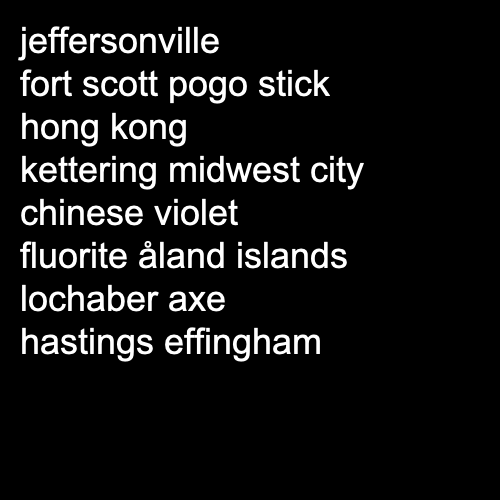 jeffersonville
fort scott pogo stick
hong kong
kettering midwest city
chinese violet
fluorite åland islands
lochaber axe
hastings effingham